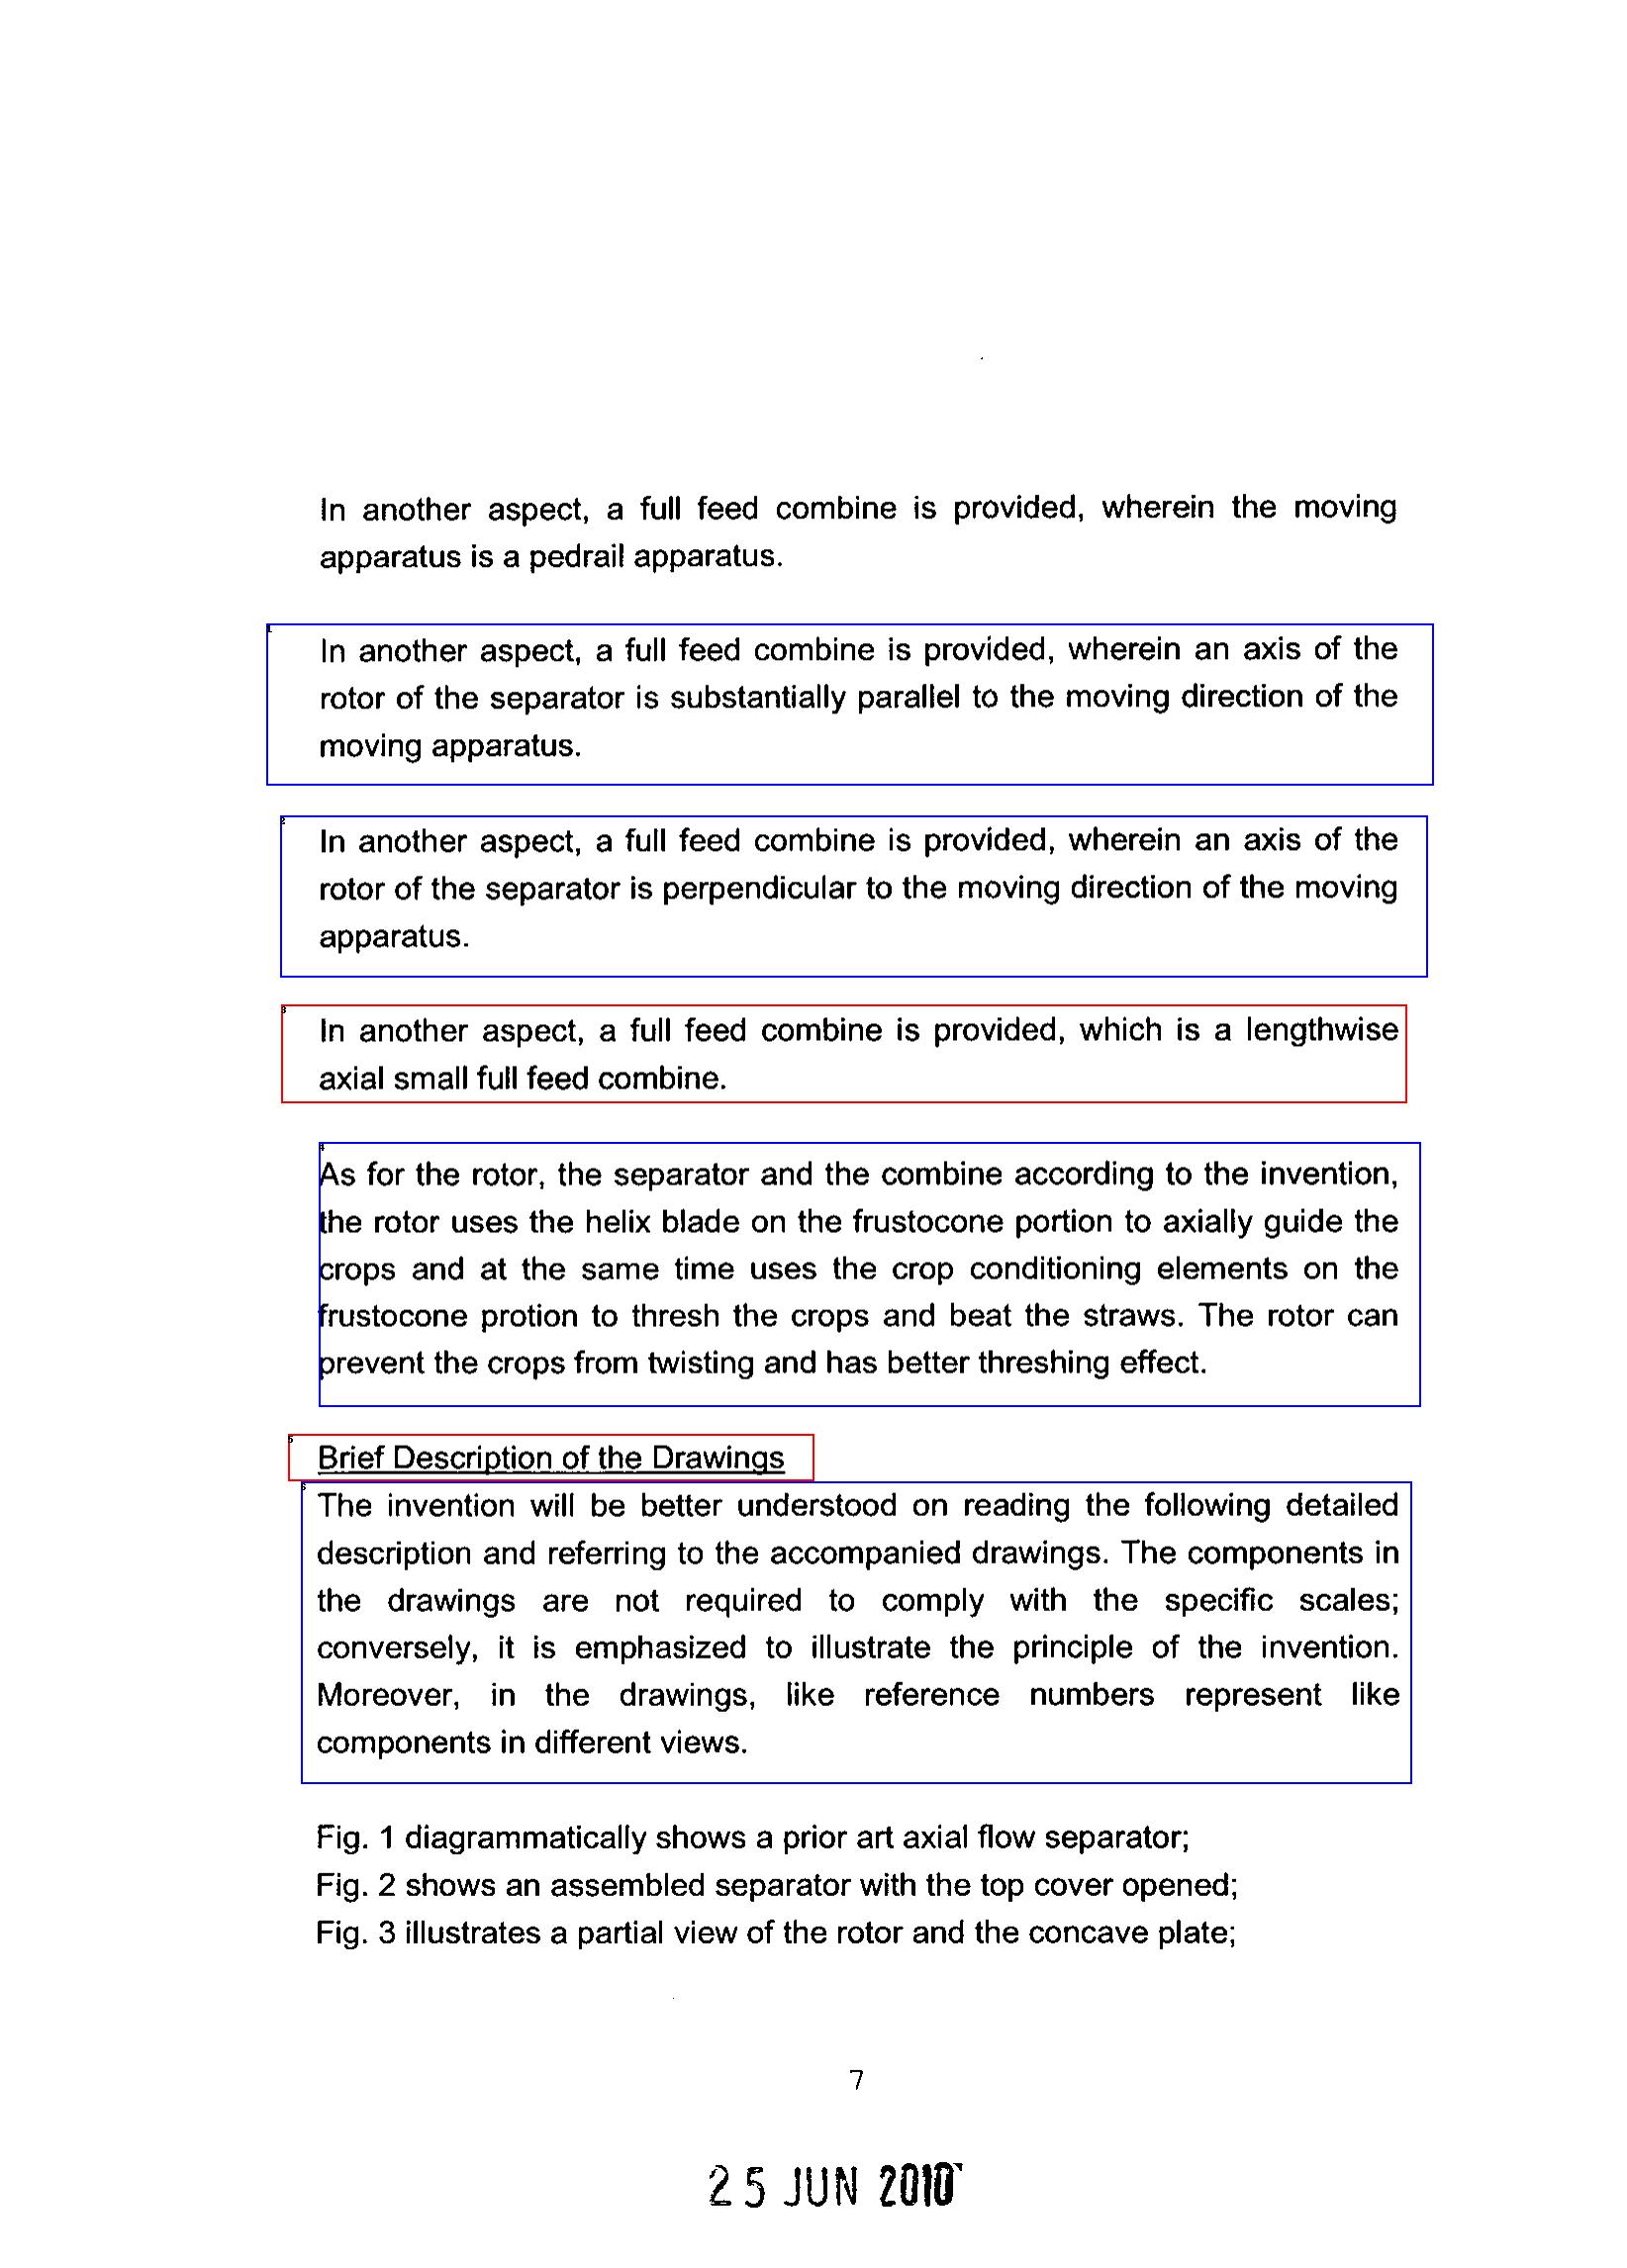 In another aspect, a full feed combine is provided, wherein the moving
apparatus is a pedrail apparatus.
In another aspect, a full feed combine is provided, wherein an axis of the
rotor of the separator is substantially parallel to the moving direction of the
moving apparatus.
In another aspect, a full feed combine is provided, wherein an axis of the
rotor of the separator is perpendicular to the moving direction of the moving
apparatus.
In another aspect, a full feed combine is provided, which is a lengthwise
axial small full feed combine.
As for the rotor, the separator and the combine according to the invention,
the rotor uses the helix blade on the frustocone portion to axially guide the
crops and at the same time uses the crop conditioning elements on the
frustocone protion to thresh the crops and beat the straws. The rotor can
prevent the crops from twisting and has better threshing effect.
Brief Description of the Drawings
The invention will be better understood on reading the following detailed
description and referring to the accompanied drawings. The components in
the drawings are not required to comply with the specific scales;
conversely, it is emphasized to illustrate the principle of the invention.
Moreover, in the drawings, like reference numbers represent like
components in different views.
Fig. 1 diagrammatically shows a prior art axial flow separator;
Fig. 2 shows an assembled separator with the top cover opened;
Fig. 3 illustrates a partial view of the rotor and the concave plate;
7
25 JUN 2010